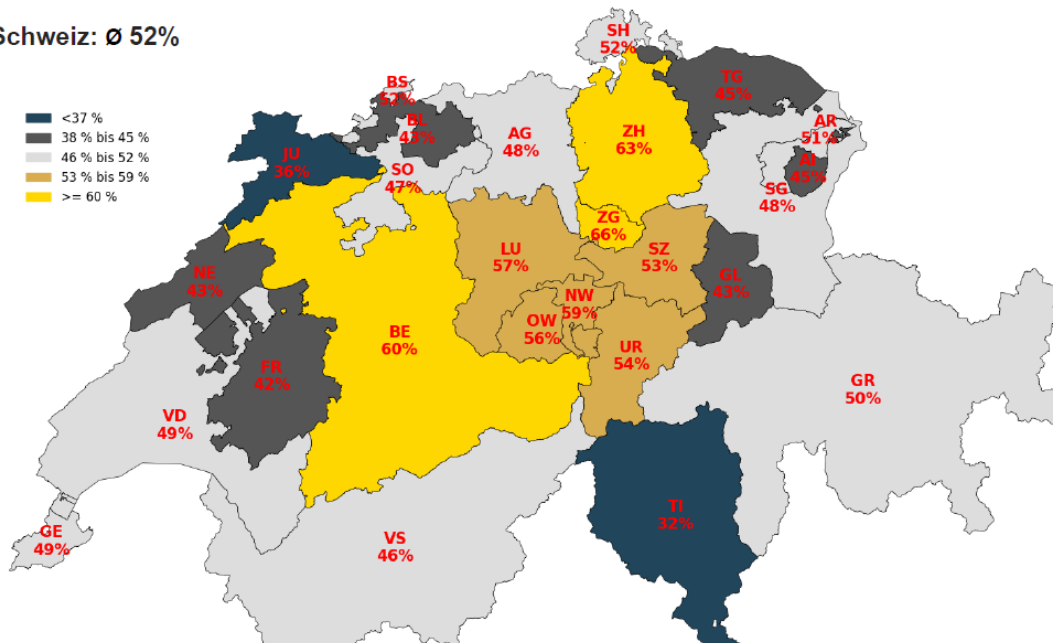 Schweiz: Ø 52%
<37 %
38 % bis 45 %
46 % bis 52 %
53 % bis 59 %
>= 60 %
SH
52%
TG
45%
BS
52%
BL
43%
AG
48%
ZH
63%
AR
51%
AI
45%
JU
36%
SO
47%
SG
48%
ZG
66%
LU
57%
SZ
53%
NE
43%
GL
43%
NW
59%
OW
56%
BE
60%
UR
54%
FR
42%
GR
50%
VD
49%
TI
32%
GE
49%
VS
46%